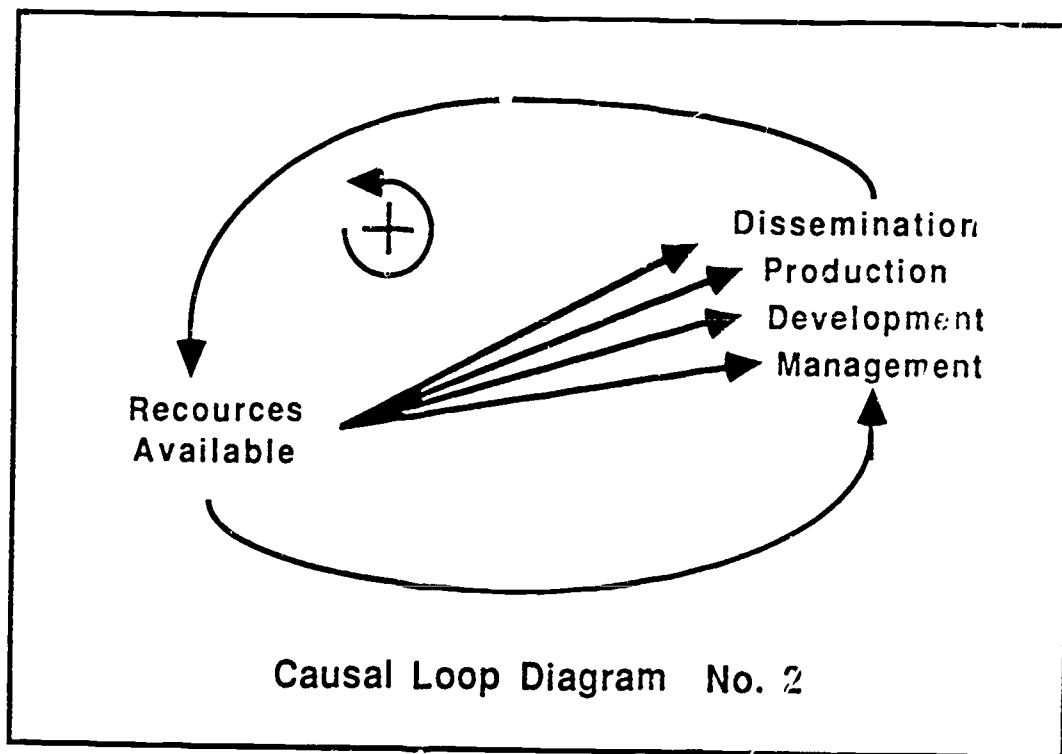 Dissemination
Production
Development
Management
Recources
Available
Causal Loop Diagram No. 2